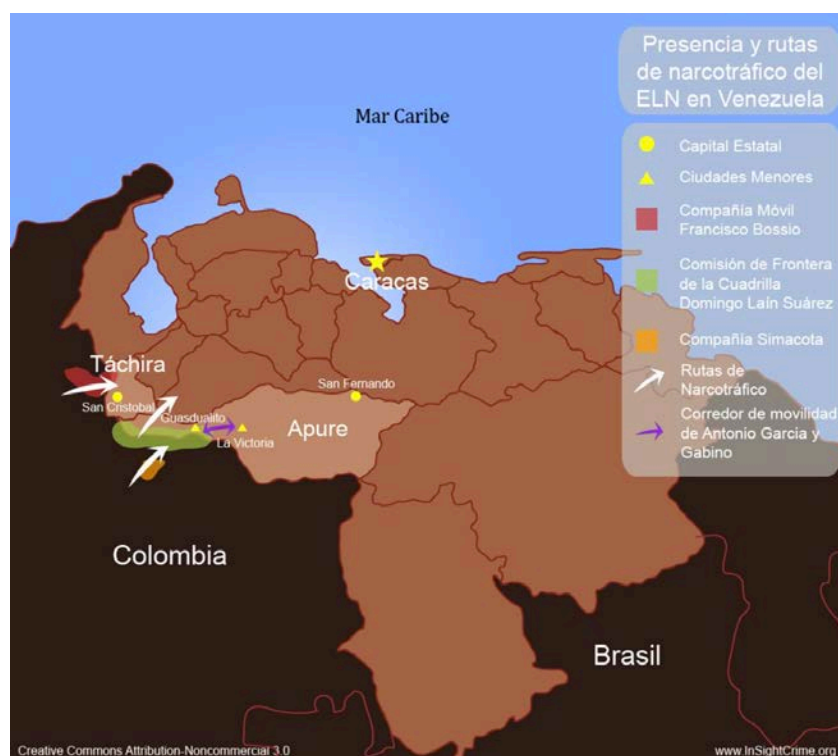 Presencia y rutas
de narcotráfico del
ELN en Venezuela
Mar Caribe
Capital Estatal
Ciudades Menores
Compañía Móvil
Francisco Bossio
Comisión de Frontera
de la Cuadrilla
Domingo Laín Suárez
Compañía Simacota
Rutas de
Narcotráfico
Corredor de movilidad
de Antonio Garcia y
Gabino
Caracas
Táchira
San Cristobal
San Fernando
Guasdualito
La Victoria
Apure
Colombia
Brasil
Creative Commons Attribution-Noncommercial 3.0
www.InSightCrime.org